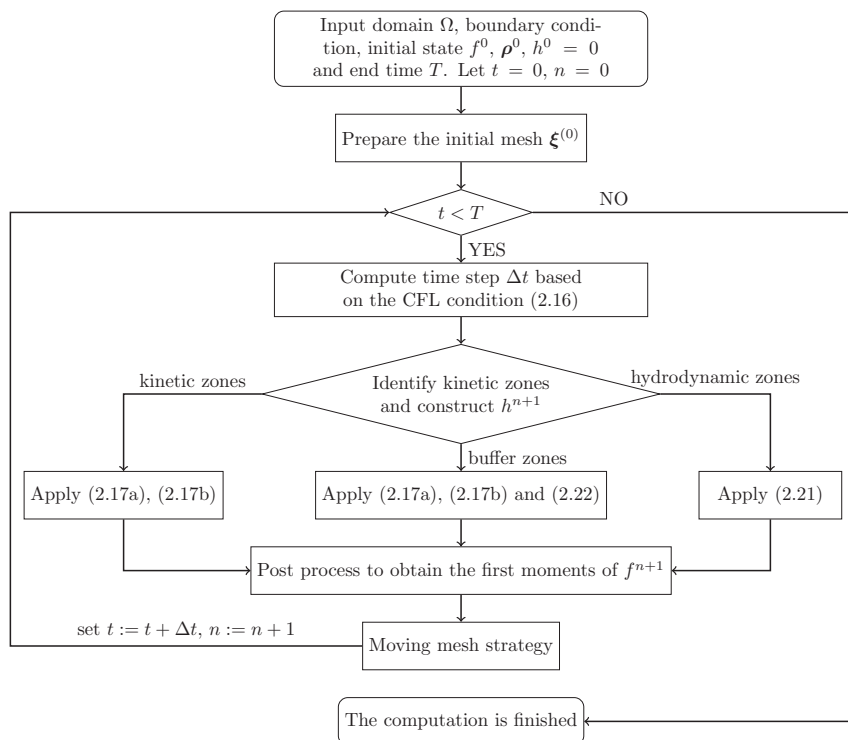 Input domain Ω, boundary condi-
tion, initial state f⁰, ρ⁰, h⁰ = 0
and end time T. Let t = 0, n = 0
Prepare the initial mesh ξ⁽⁰⁾
t < T
NO
YES
Compute time step Δt based
on the CFL condition (2.16)
kinetic zones
Identify kinetic zones
and construct hⁿ⁺¹
hydrodynamic zones
buffer zones
Apply (2.17a), (2.17b)
Apply (2.17a), (2.17b) and (2.22)
Apply (2.21)
Post process to obtain the first moments of fⁿ⁺¹
set t := t + Δt, n := n + 1
Moving mesh strategy
The computation is finished